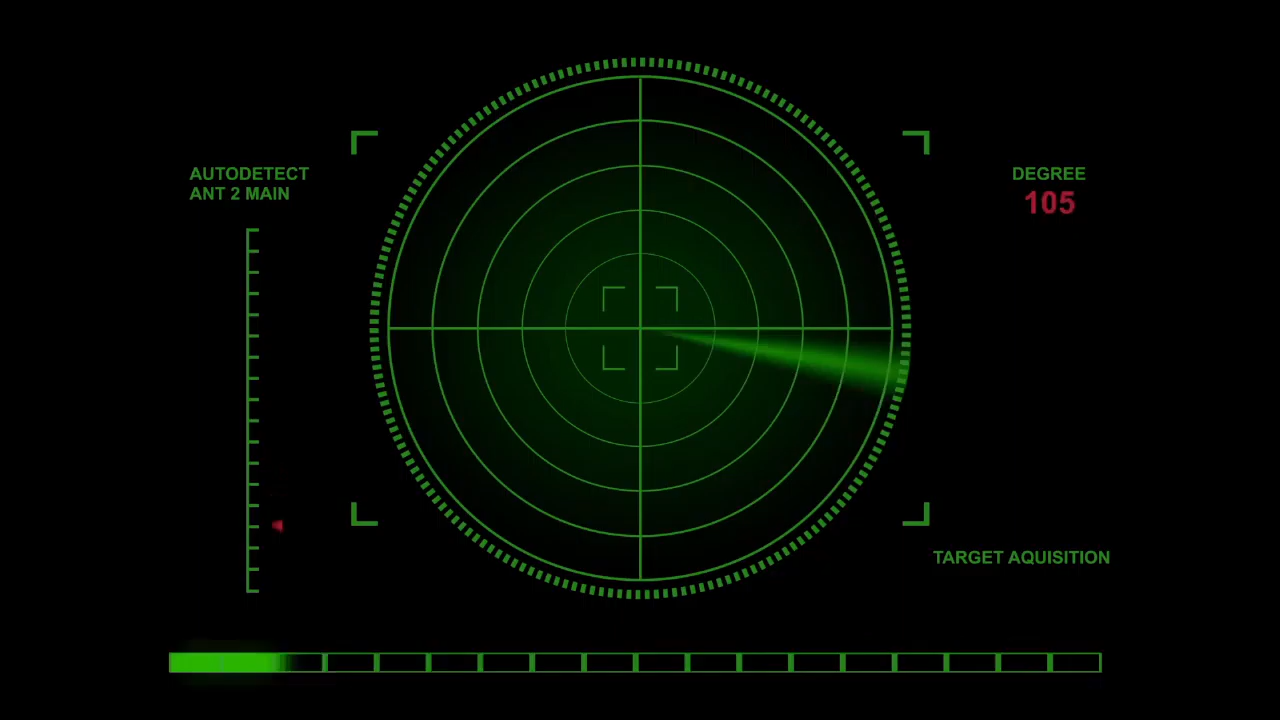 AUTODETECT
ANT 2 MAIN
DEGREE
105
TARGET AQUISITION